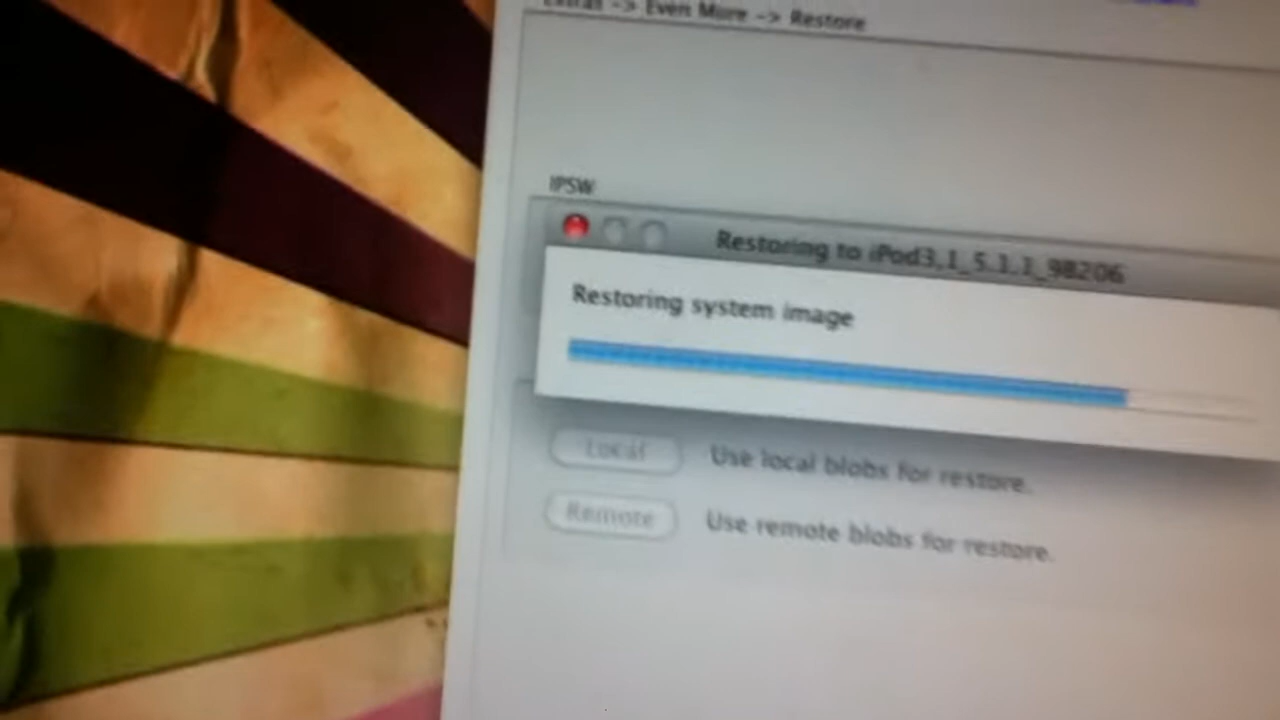 Extras -> Even More -> Restore
IPSW
Restoring to iPod3,1_5.1.1_9B206
Restoring system image
Local Use local blobs for restore.
Remote Use remote blobs for restore.